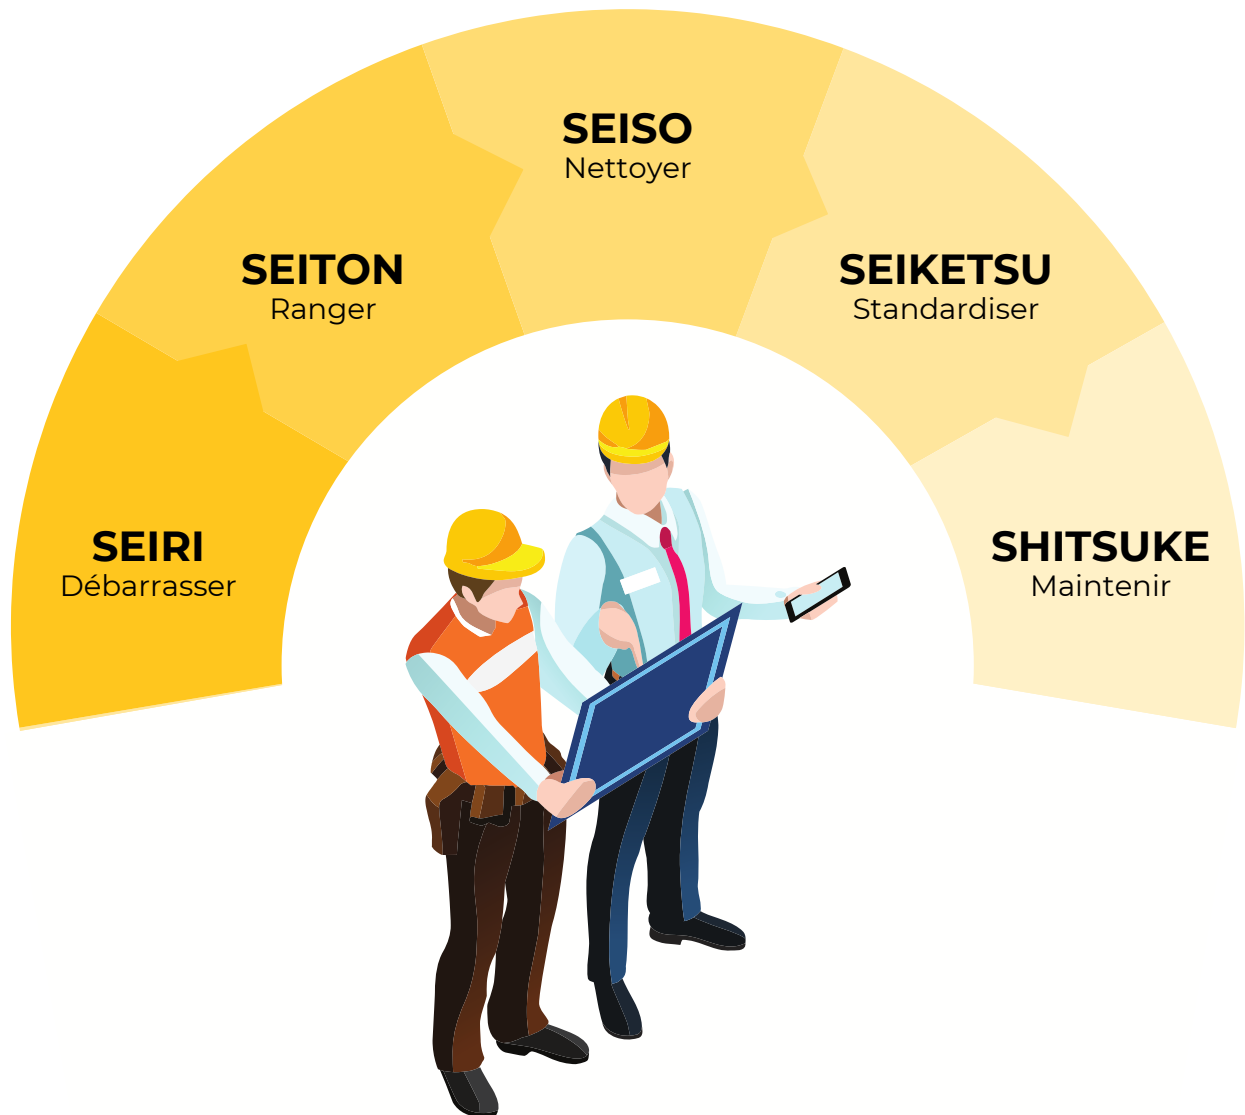 SEIRI
Débarrasser
SEITON
Ranger
SEISO
Nettoyer
SEIKETSU
Standardiser
SHITSUKE
Maintenir